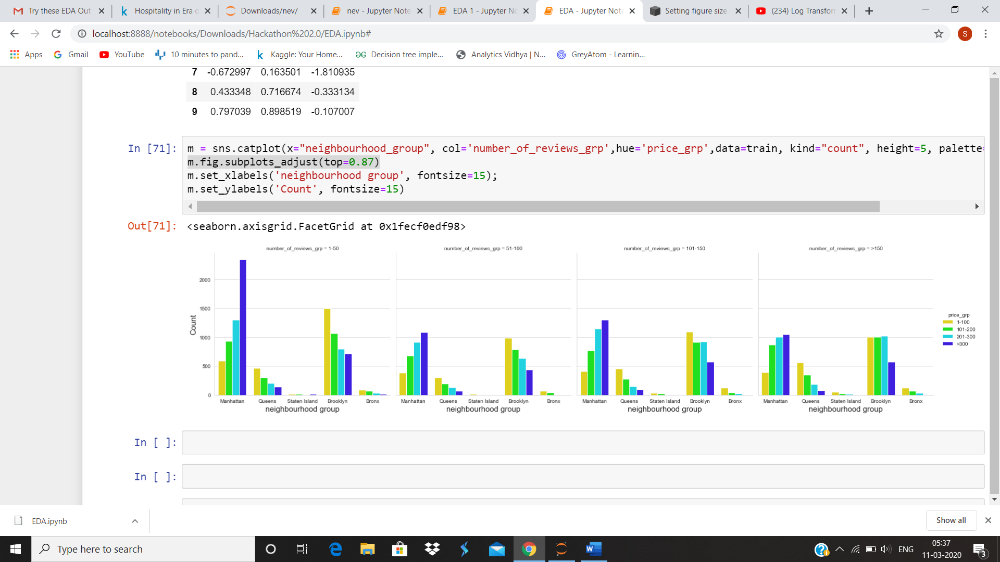 Try these EDA Out
Hospitality in Era o
Downloads/nev/
nev - Jupyter Note
EDA 1 - Jupyter No
EDA - Jupyter Note
Setting figure size
(234) Log Transfor
localhost:8888/notebooks/Downloads/Hackathon%202.0/EDA.ipynb#
S
Apps
Gmail
YouTube
10 minutes to pand...
Kaggle: Your Home...
Decision tree imple...
Analytics Vidhya | N...
GreyAtom - Learnin...
7 -0.672997 0.163501 -1.810935
8 0.433348 0.716674 -0.333134
9 0.797039 0.898519 -0.107007
In [71]:
m = sns.catplot(x="neighbourhood_group", col='number_of_reviews_grp',hue='price_grp',data=train, kind="count", height=5, palette=
m.fig.subplots_adjust(top=0.87)
m.set_xlabels('neighbourhood group', fontsize=15);
m.set_ylabels('Count', fontsize=15)
Out[71]: <seaborn.axisgrid.FacetGrid at 0x1fecf0edf98>
number_of_reviews_grp = 1-50
number_of_reviews_grp = 51-100
number_of_reviews_grp = 101-150
number_of_reviews_grp = >150
2000
1500
1000
500
0
Count
price_grp
1-100
101-200
201-300
>300
Manhattan Queens Staten Island Brooklyn Bronx
Manhattan Queens Staten Island Brooklyn Bronx
Manhattan Queens Staten Island Brooklyn Bronx
Manhattan Queens Staten Island Brooklyn Bronx
neighbourhood group
neighbourhood group
neighbourhood group
neighbourhood group
In [ ]:
In [ ]:
EDA.ipynb
Show all
Type here to search
ENG
05:37
11-03-2020
3